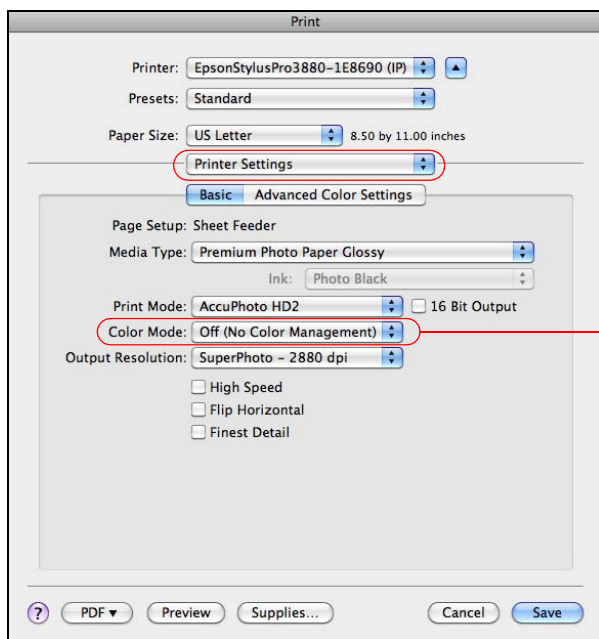 Print
Printer: EpsonStylusPro3880-1E8690 (IP)
Presets: Standard
Paper Size: US Letter 8.50 by 11.00 inches
Printer Settings
Basic Advanced Color Settings
Page Setup: Sheet Feeder
Media Type: Premium Photo Paper Glossy
Ink: Photo Black
Print Mode: AccuPhoto HD2 16 Bit Output
Color Mode: Off (No Color Management)
Output Resolution: SuperPhoto - 2880 dpi
High Speed
Flip Horizontal
Finest Detail
? PDF▾ Preview Supplies... Cancel Save